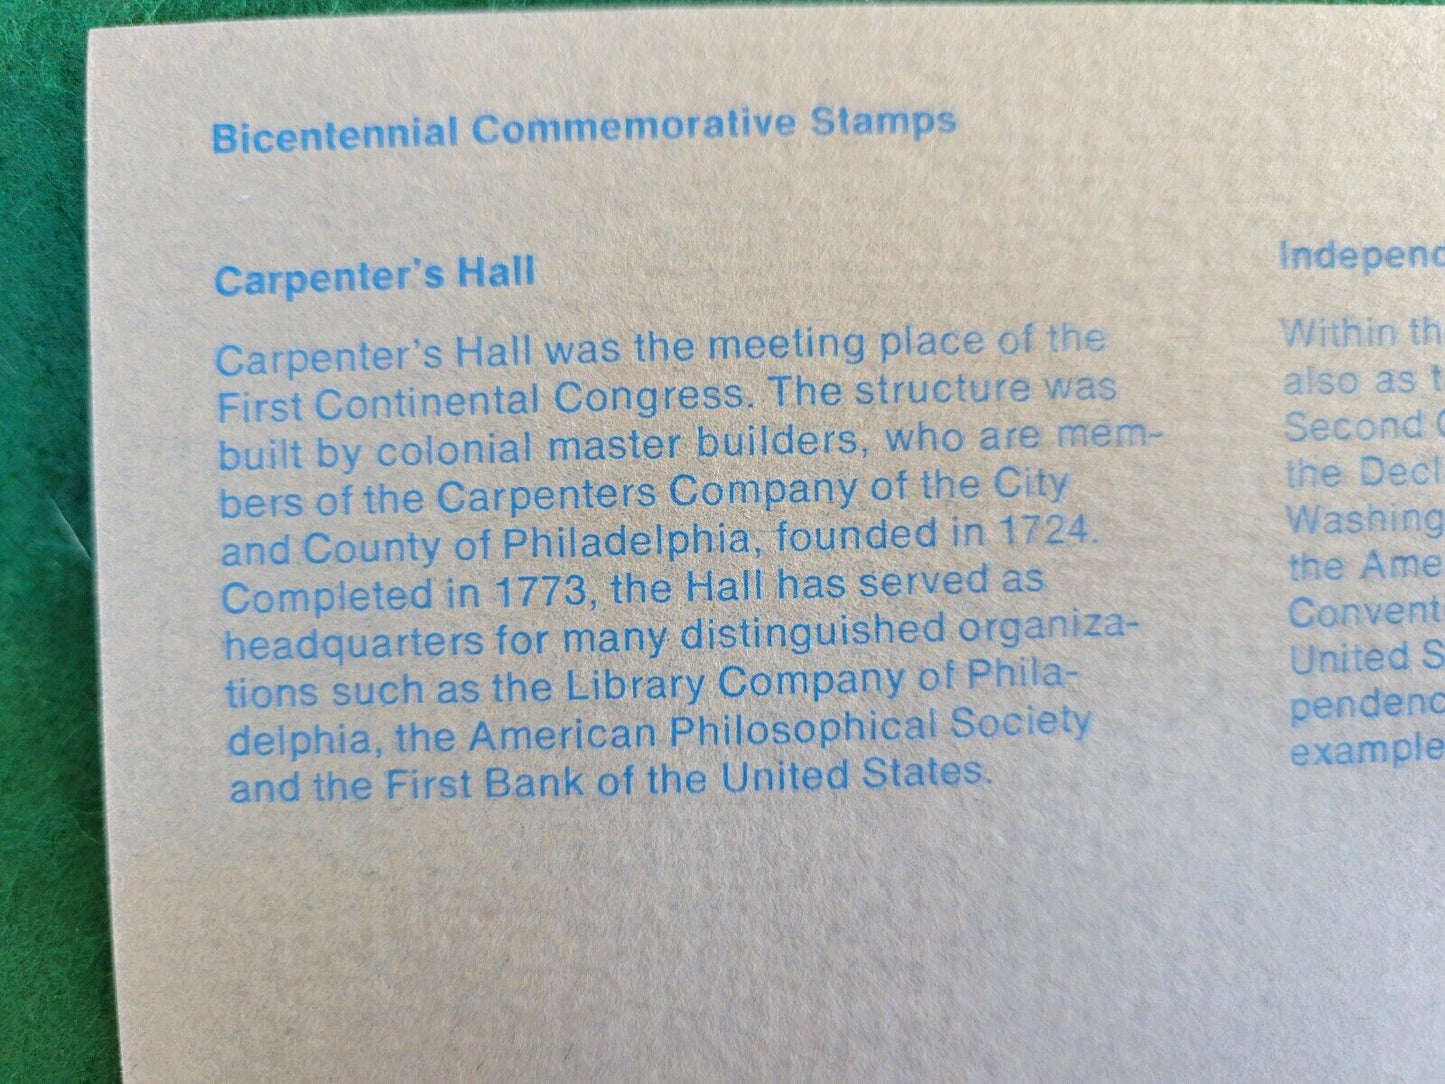 Bicentennial Commemorative Stamps
Carpenter's Hall
Carpenter's Hall was the meeting place of the
First Continental Congress. The structure was
built by colonial master builders, who are mem-
bers of the Carpenters Company of the City
and County of Philadelphia, founded in 1724.
Completed in 1773, the Hall has served as
headquarters for many distinguished organiza-
tions such as the Library Company of Phila-
delphia, the American Philosophical Society
and the First Bank of the United States.
Independ
Within th
also as t
Second C
the Decl
Washing
the Ame
Convent
United S
pendenc
example